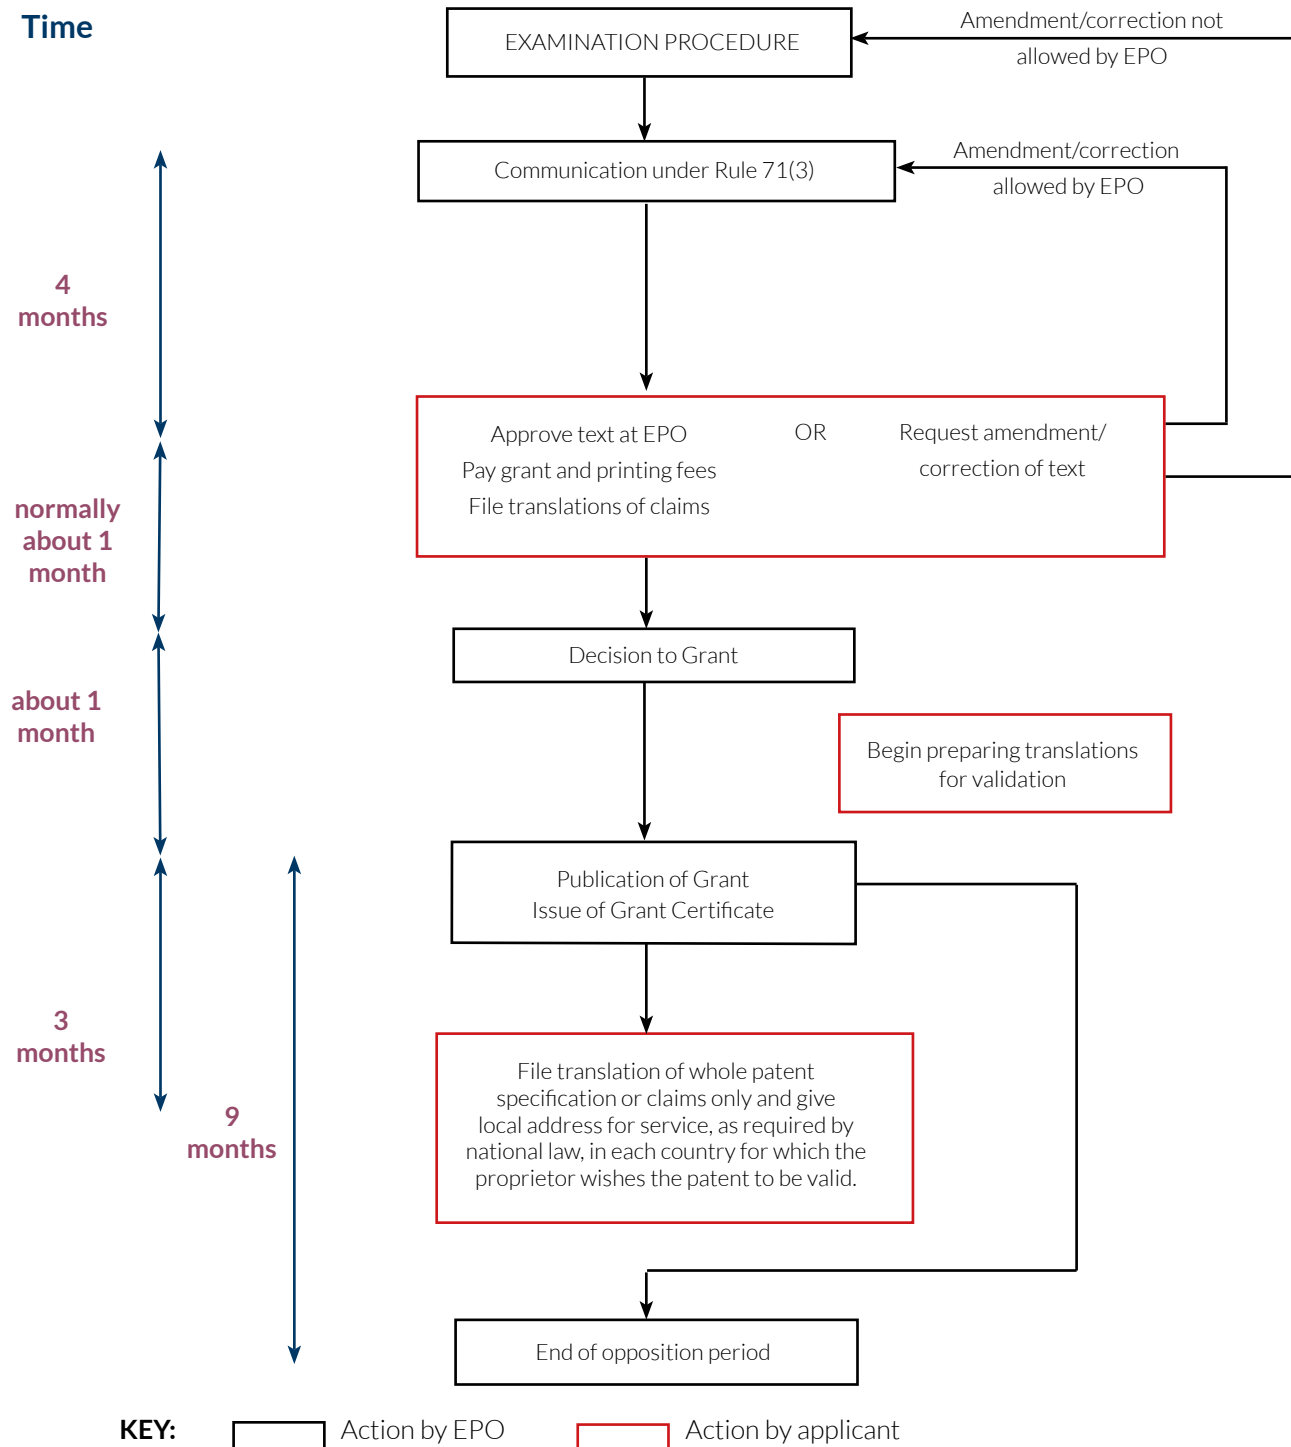 Time
EXAMINATION PROCEDURE
Amendment/correction not
allowed by EPO
Communication under Rule 71(3)
Amendment/correction
allowed by EPO
4
months
Approve text at EPO
Pay grant and printing fees
File translations of claims
OR
Request amendment/
correction of text
normally
about 1
month
Decision to Grant
about 1
month
Begin preparing translations
for validation
Publication of Grant
Issue of Grant Certificate
3
months
File translation of whole patent
specification or claims only and give
local address for service, as required by
national law, in each country for which the
proprietor wishes the patent to be valid.
9
months
End of opposition period
KEY:
Action by EPO
Action by applicant